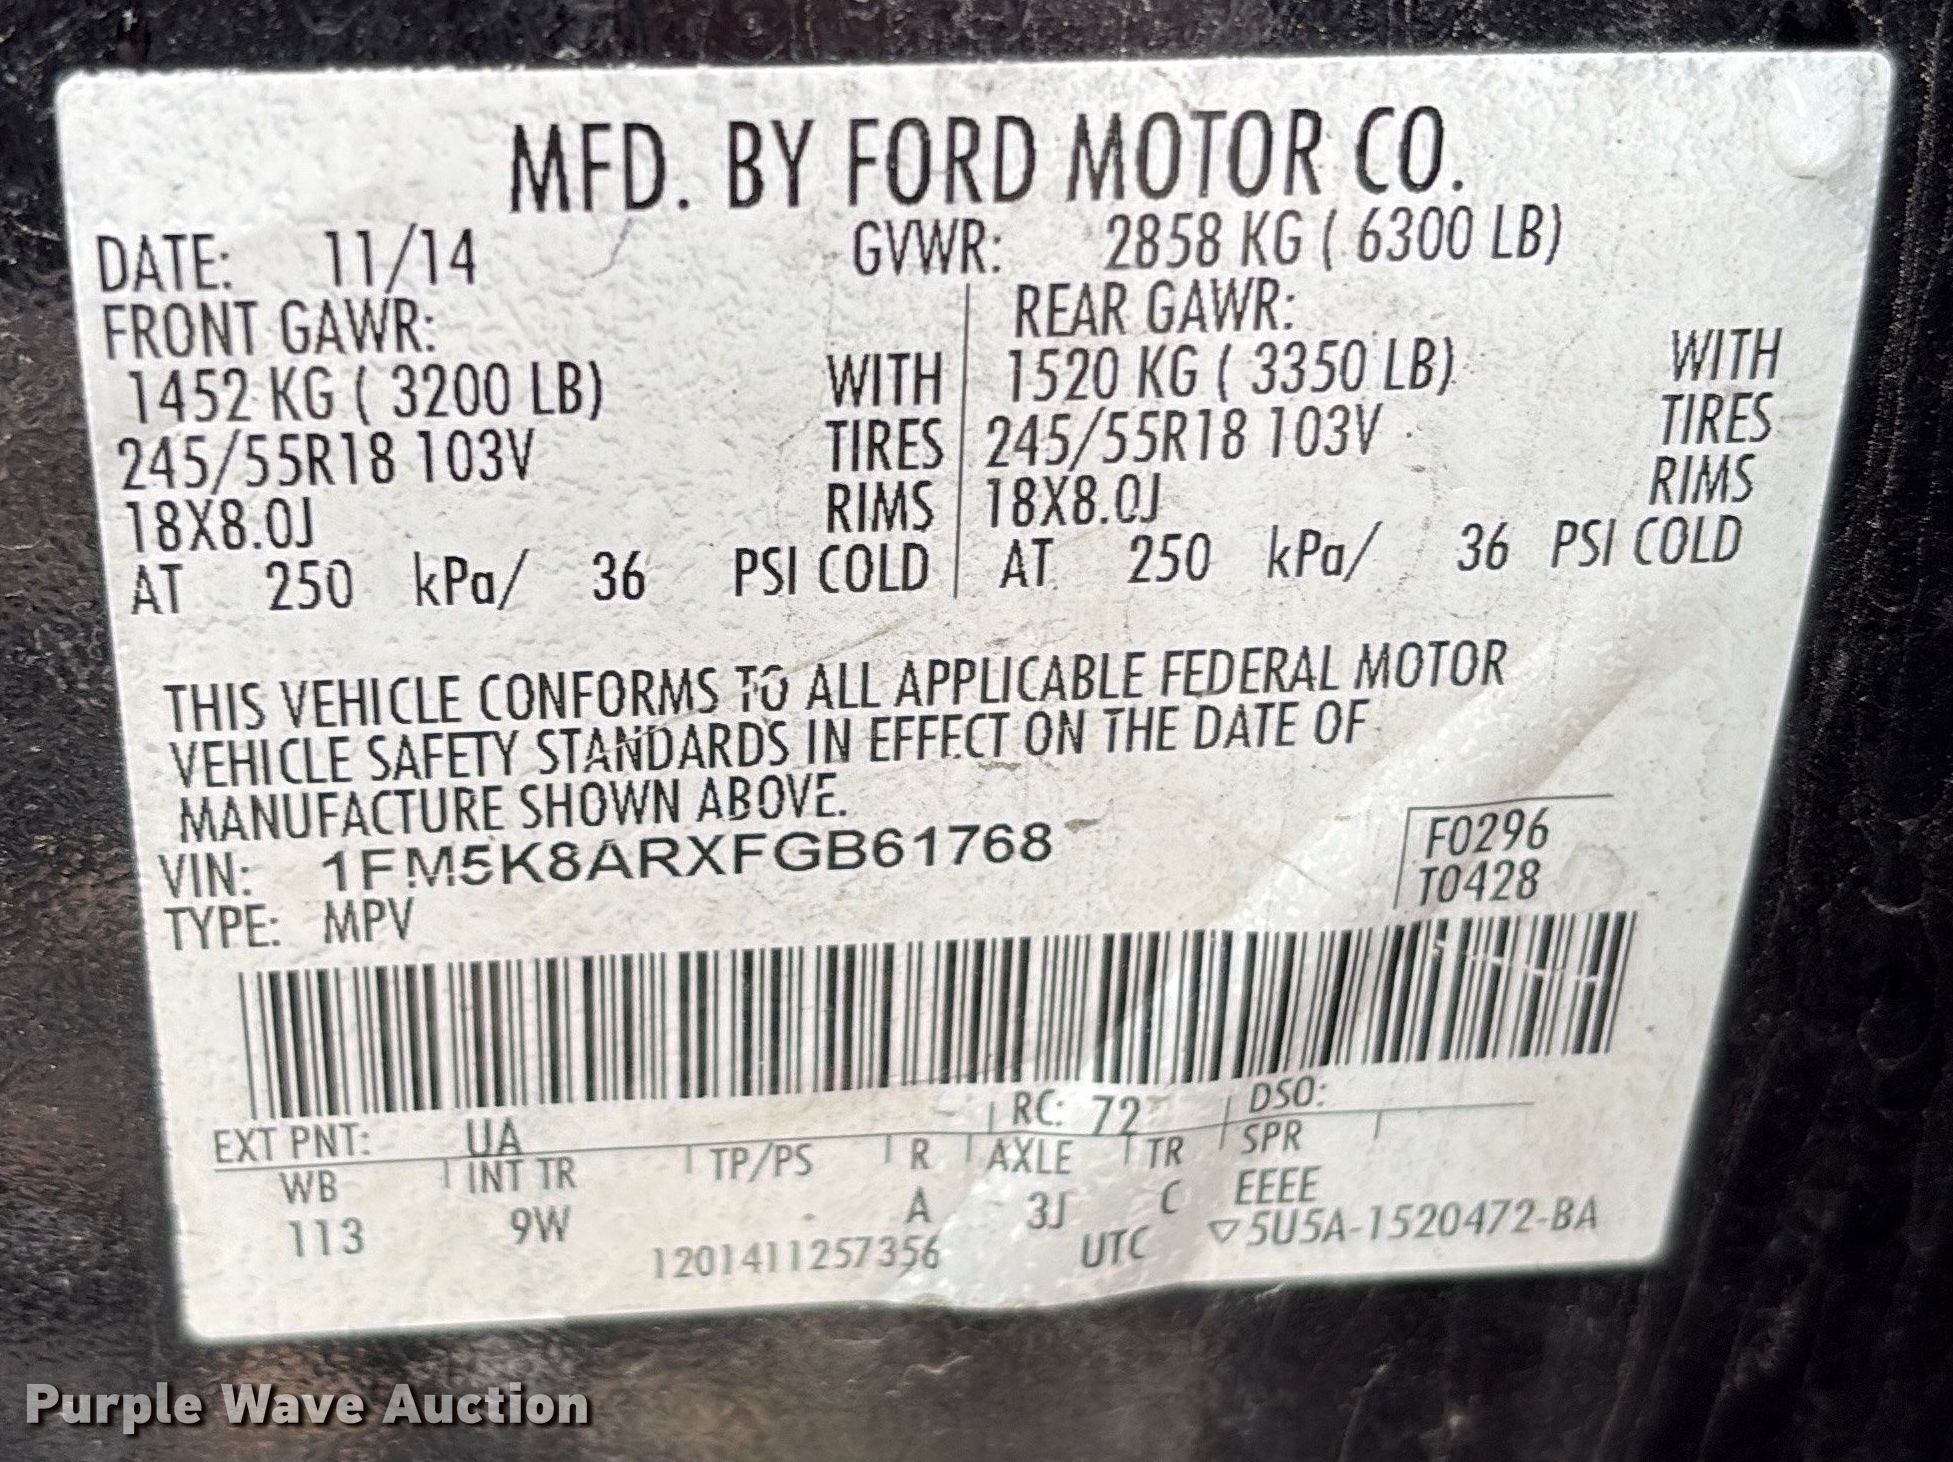 MFD. BY FORD MOTOR CO.
DATE: 11/14 GVWR: 2858 KG ( 6300 LB)
FRONT GAWR: REAR GAWR:
1452 KG ( 3200 LB) WITH 1520 KG ( 3350 LB) WITH
245/55R18 103V TIRES 245/55R18 103V TIRES
18X8.0J RIMS 18X8.0J RIMS
AT 250 kPa/ 36 PSI COLD AT 250 kPa/ 36 PSI COLD
THIS VEHICLE CONFORMS TO ALL APPLICABLE FEDERAL MOTOR
VEHICLE SAFETY STANDARDS IN EFFECT ON THE DATE OF
MANUFACTURE SHOWN ABOVE.
VIN: 1FM5K8ARXFGB61768 F0296
TYPE: MPV T0428
EXT PNT: UA RC: 72 DSO:
WB INT TR TP/PS R AXLE TR SPR
113 9W A 3J C EEEE
1201411257356 UTC ▽5U5A-1520472-BA
Purple Wave Auction